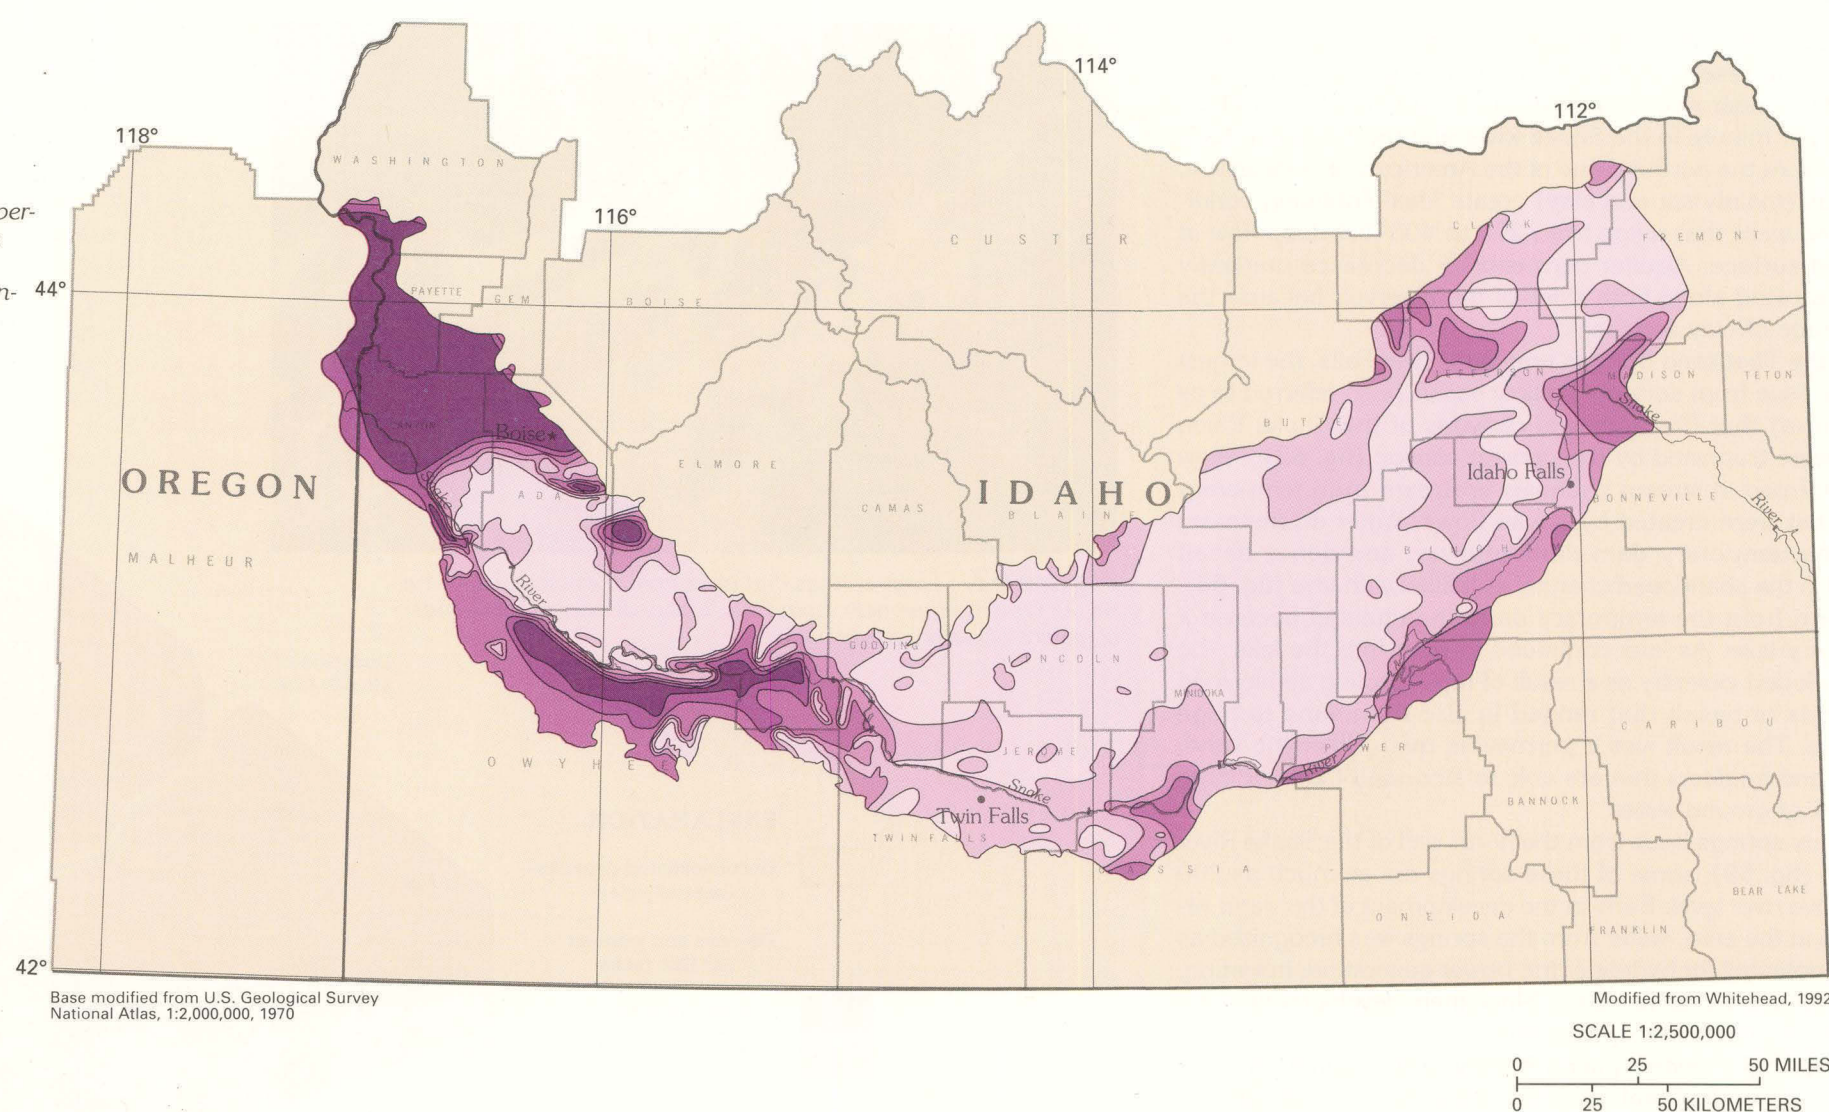 114°
112°
118°
WASHINGTON
per-
116°
CUSTER
CLARK
FREMONT
n-
44°
PAYETTE
GEM
BOISE
JEFFERSON
MADISON
TETON
Snake
BUTTE
CANYON
Boise
ELMORE
Idaho Falls
OREGON
IDAHO
Snake
ADA
CAMAS
BLAINE
BONNEVILLE
River
MALHEUR
BINGHAM
River
GOODING
LINCOLN
MINIDOKA
CARIBOU
JEROME
POWER
OWYHEE
River
Snake
Twin Falls
BANNOCK
TWIN FALLS
CASSIA
BEAR LAKE
ONEIDA
FRANKLIN
42°
Base modified from U.S. Geological Survey
National Atlas, 1:2,000,000, 1970
Modified from Whitehead, 1992
SCALE 1:2,500,000
0 25 50 MILES
0 25 50 KILOMETERS